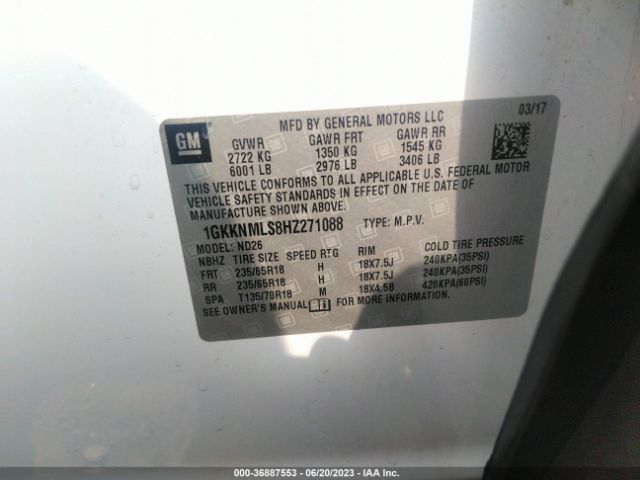 GM
03/17
MFD BY GENERAL MOTORS LLC
GVWR GAWR FRT GAWR RR
2722 KG 1350 KG 1545 KG
6001 LB 2976 LB 3406 LB
THIS VEHICLE CONFORMS TO ALL APPLICABLE U.S. FEDERAL MOTOR
VEHICLE SAFETY STANDARDS IN EFFECT ON THE DATE OF
MANUFACTURE SHOWN ABOVE.
1GKKNMLS8HZ271088 TYPE: M.P.V.
MODEL: ND26
NBHZ TIRE SIZE SPEED RTG RIM COLD TIRE PRESSURE
FRT 235/65R18 H 18X7.5J 240KPA(35PSI)
RR 235/65R18 H 18X7.5J 240KPA(35PSI)
SPA T135/70R18 M 18X4.5B 420KPA(60PSI)
SEE OWNER'S MANUAL FOR MORE INFORMATION.
000-36887553 - 06/20/2023 - IAA Inc.